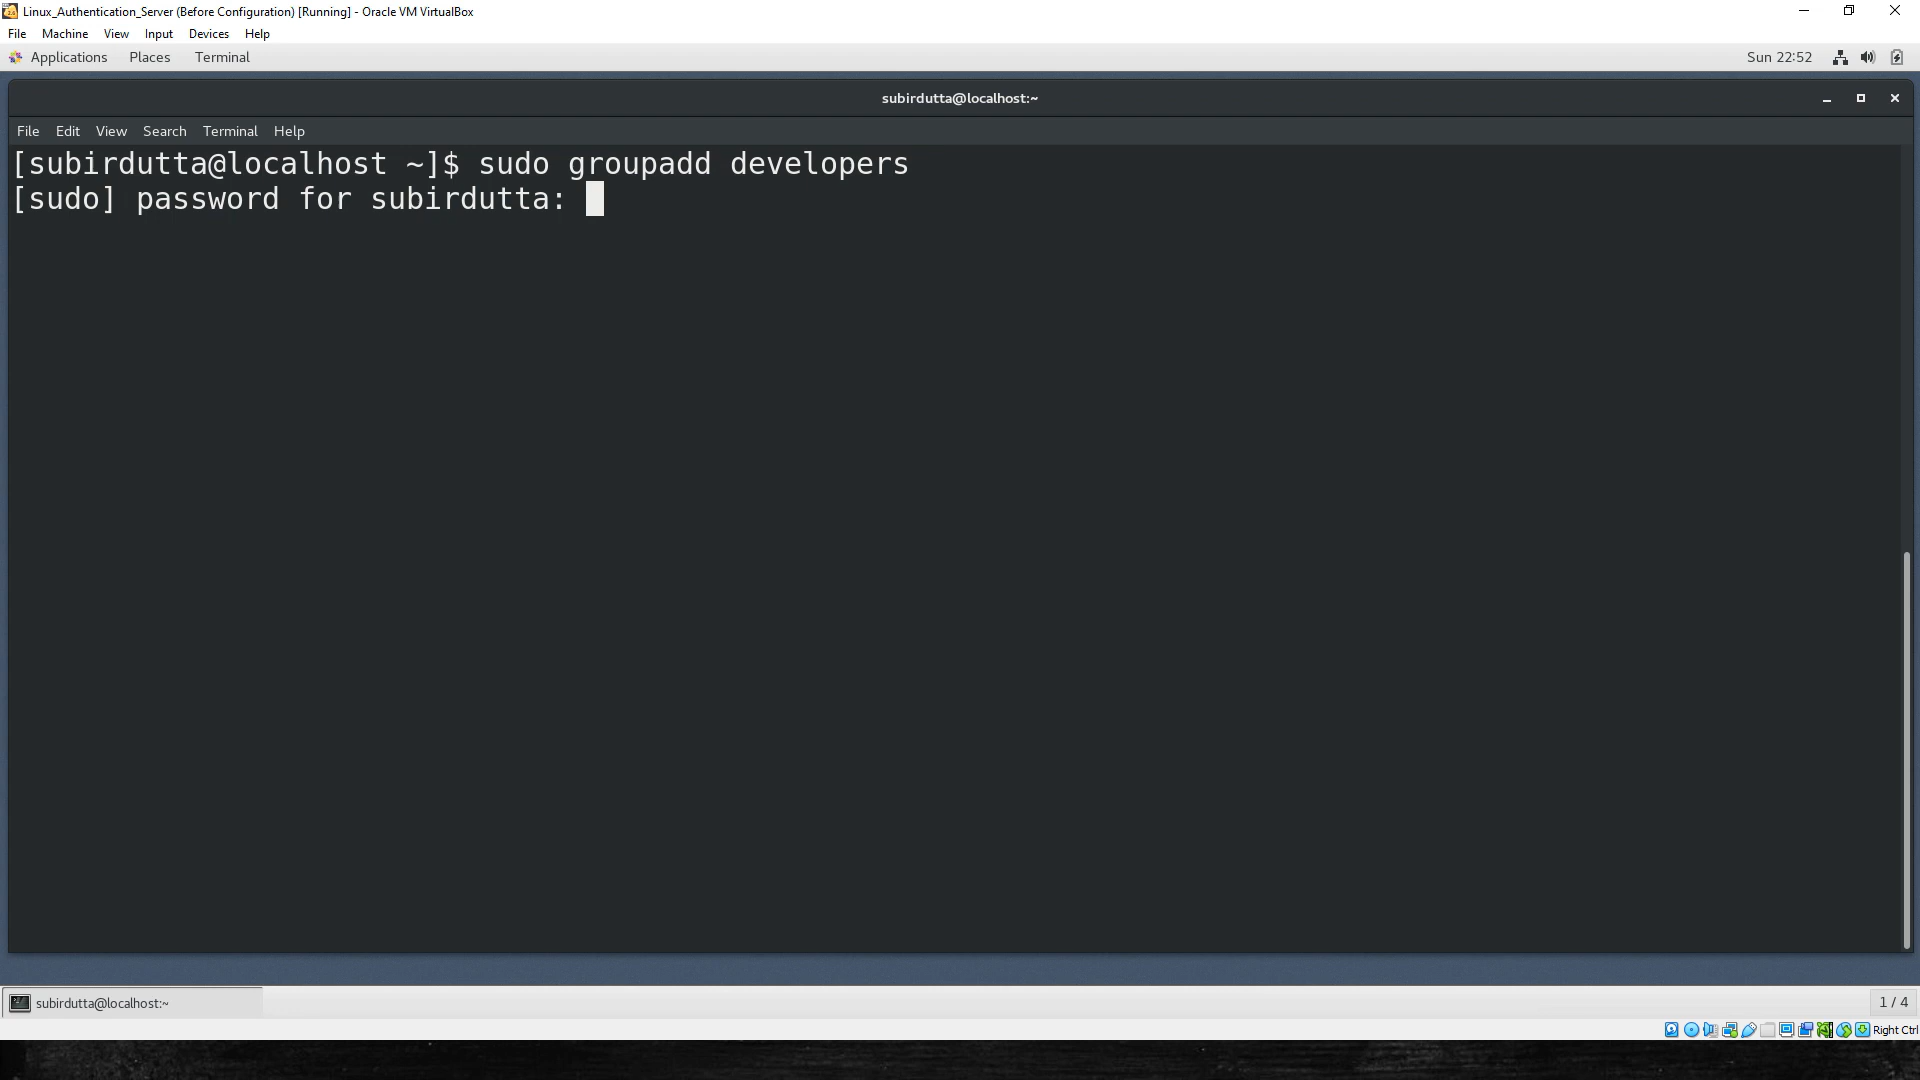 Linux_Authentication_Server (Before Configuration) [Running] - Oracle VM VirtualBox
File Machine View Input Devices Help
Applications Places Terminal Sun 22:52
subirdutta@localhost:~
File Edit View Search Terminal Help
[subirdutta@localhost ~]$ sudo groupadd developers
[sudo] password for subirdutta:
subirdutta@localhost:~ 1 / 4
Right Ctrl